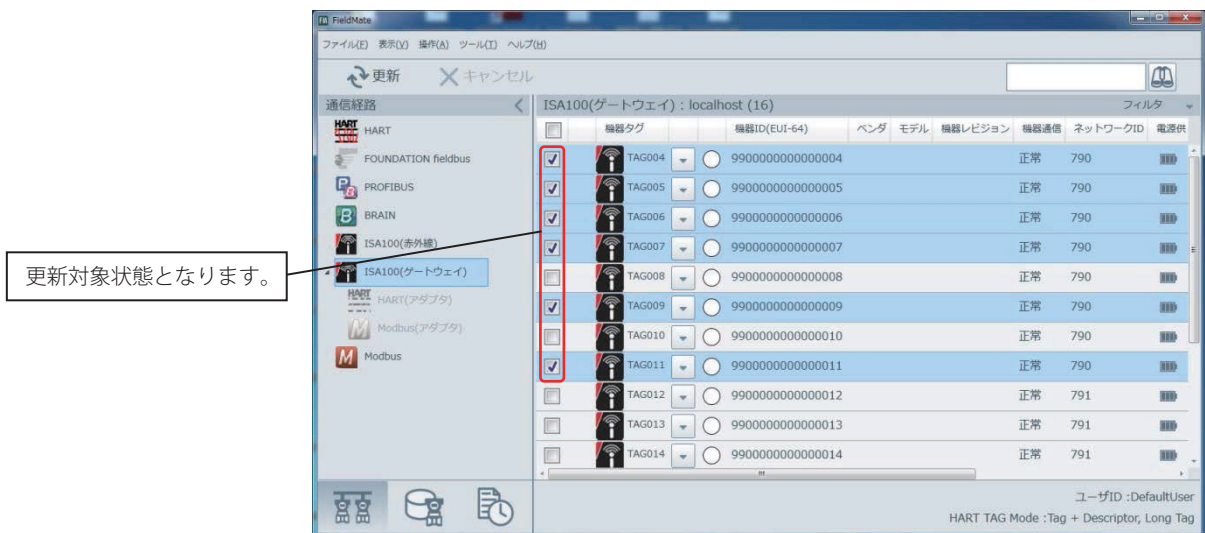 FieldMate
ファイル(F) 表示(V) 操作(A) ツール(T) ヘルプ(H)
更新 キャンセル
通信経路
HART HART
FOUNDATION fieldbus
PROFIBUS
BRAIN
ISA100(赤外線)
ISA100(ゲートウェイ)
HART HART(アダプタ)
M Modbus(アダプタ)
M Modbus
更新対象状態となります。
ISA100(ゲートウェイ) : localhost (16) フィルタ
機器タグ 機器ID(EUI-64) ベンダ モデル 機器レビジョン 機器通信 ネットワークID 電源供
TAG004 9900000000000004 正常 790
TAG005 9900000000000005 正常 790
TAG006 9900000000000006 正常 790
TAG007 9900000000000007 正常 790
TAG008 9900000000000008 正常 790
TAG009 9900000000000009 正常 790
TAG010 9900000000000010 正常 790
TAG011 9900000000000011 正常 790
TAG012 9900000000000012 正常 791
TAG013 9900000000000013 正常 791
TAG014 9900000000000014 正常 791
ユーザID :DefaultUser
HART TAG Mode :Tag + Descriptor, Long Tag